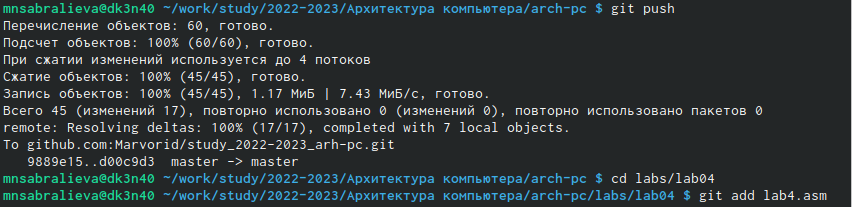 mnsabralieva@dk3n40 ~/work/study/2022-2023/Архитектура компьютера/arch-pc $ git push
Перечисление объектов: 60, готово.
Подсчет объектов: 100% (60/60), готово.
При сжатии изменений используется до 4 потоков
Сжатие объектов: 100% (45/45), готово.
Запись объектов: 100% (45/45), 1.17 МиБ | 7.43 МиБ/с, готово.
Всего 45 (изменений 17), повторно использовано 0 (изменений 0), повторно использовано пакетов 0
remote: Resolving deltas: 100% (17/17), completed with 7 local objects.
To github.com:Marvorid/study_2022-2023_arh-pc.git
   9889e15..d00c9d3  master -> master
mnsabralieva@dk3n40 ~/work/study/2022-2023/Архитектура компьютера/arch-pc $ cd labs/lab04
mnsabralieva@dk3n40 ~/work/study/2022-2023/Архитектура компьютера/arch-pc/labs/lab04 $ git add lab4.asm